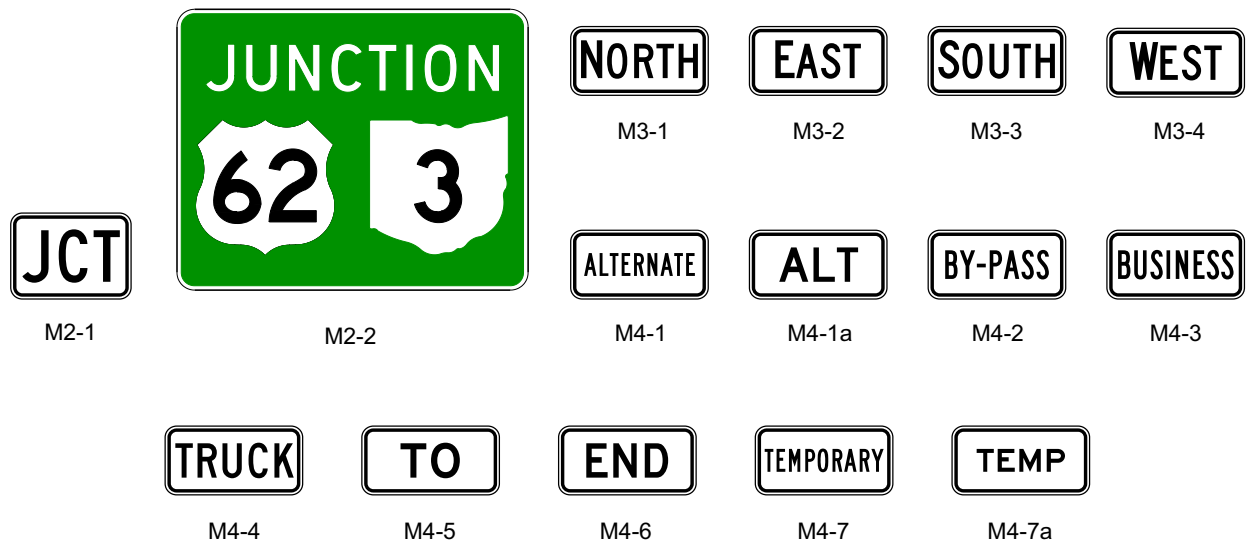 JUNCTION
62 3
M2-2
JCT
M2-1
NORTH
M3-1
EAST
M3-2
SOUTH
M3-3
WEST
M3-4
ALTERNATE
M4-1
ALT
M4-1a
BY-PASS
M4-2
BUSINESS
M4-3
TRUCK
M4-4
TO
M4-5
END
M4-6
TEMPORARY
M4-7
TEMP
M4-7a